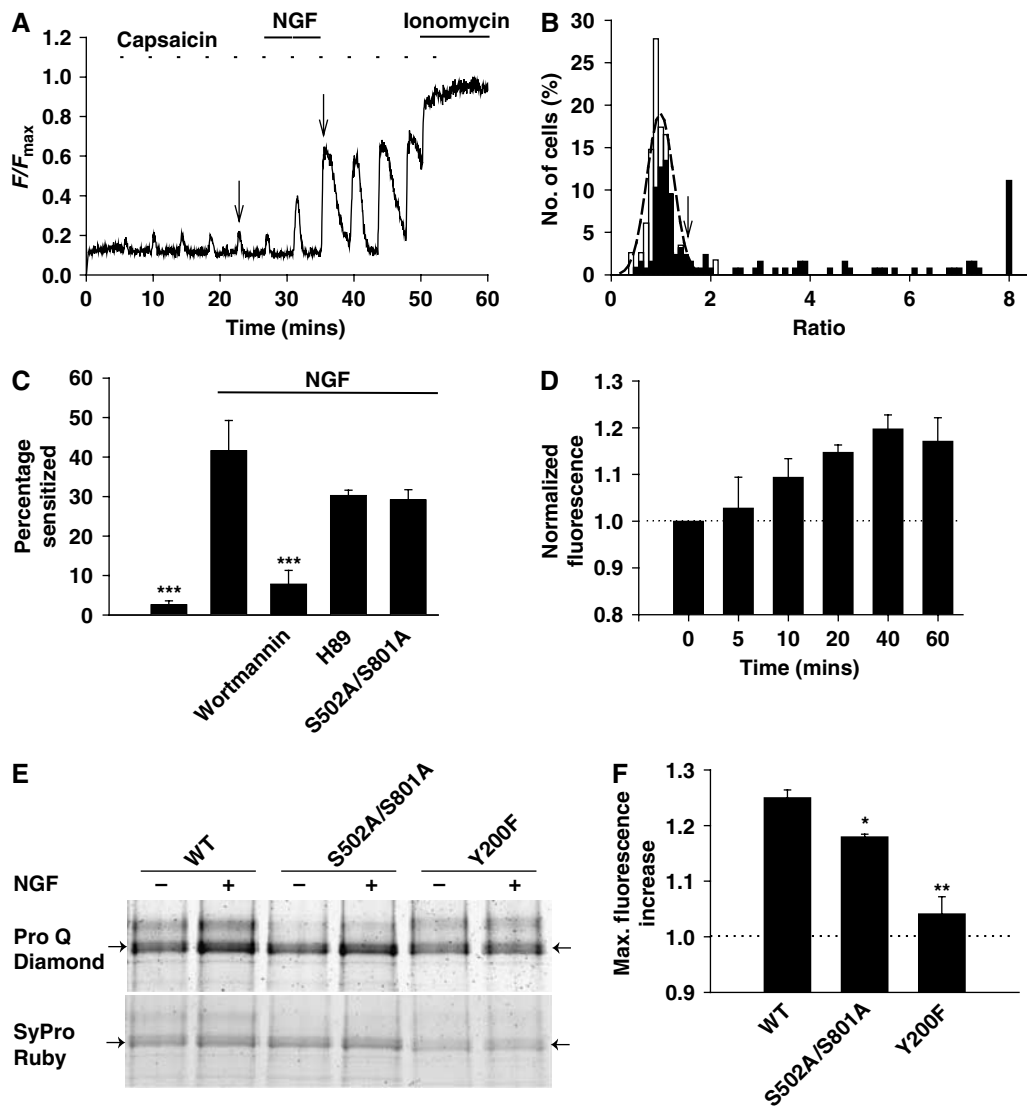 A
Capsaicin
NGF
Ionomycin
F/Fmax
1.2
1.0
0.8
0.6
0.4
0.2
0.0
0 10 20 30 40 50 60
Time (mins)
B
No. of cells (%)
30
25
20
15
10
5
0
0 2 4 6 8
Ratio
C
NGF
Percentage
sensitized
60
50
40
30
20
10
0
*** ***
Wortmannin
H89
S502A/S801A
D
Normalized
fluorescence
1.3
1.2
1.1
1.0
0.9
0.8
0 5 10 20 40 60
Time (mins)
E
WT S502A/S801A Y200F
NGF − + − + − +
Pro Q
Diamond
SyPro
Ruby
F
Max. fluorescence
increase
1.3
1.2
1.1
1.0
0.9
* **
WT
S502A/S801A
Y200F